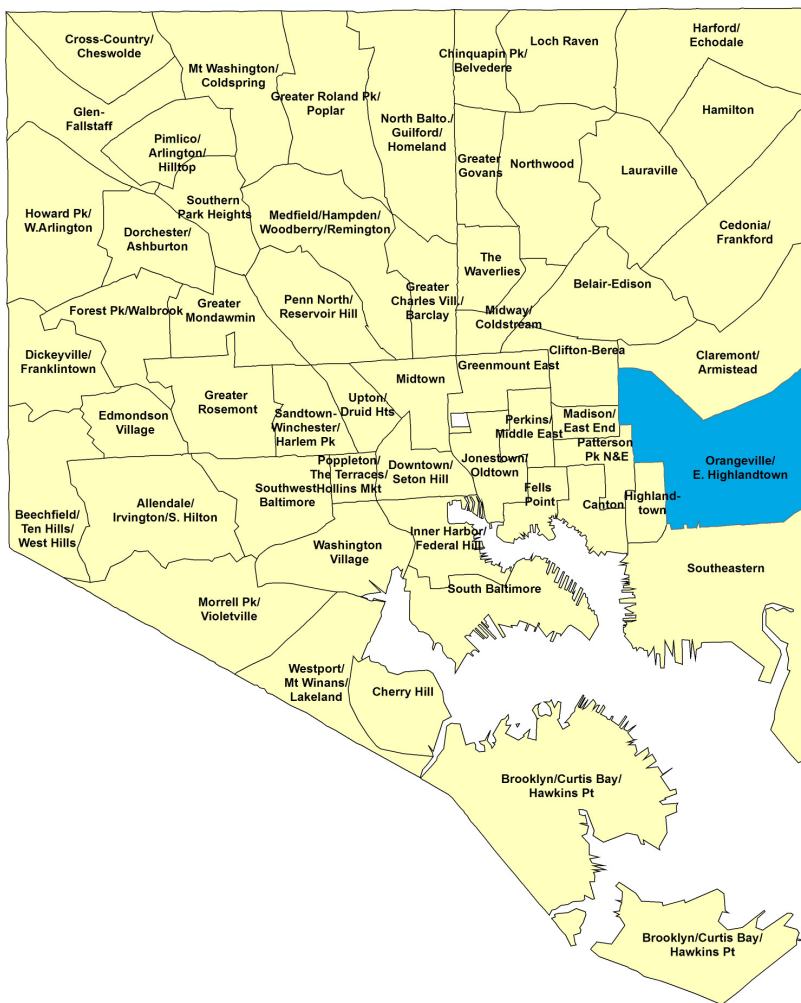 Cross-Country/
Cheswolde
Mt Washington/
Coldspring
Greater Roland Pk/
Poplar
North Balto./
Guilford/
Homeland
Chinquapin Pk/
Belvedere
Loch Raven
Harford/
Echodale
Glen-
Fallstaff
Pimlico/
Arlington/
Hilltop
Greater
Govans
Northwood
Lauraville
Hamilton
Howard Pk/
W.Arlington
Dorchester/
Ashburton
Southern
Park Heights
Medfield/Hampden/
Woodberry/Remington
The
Waverlies
Cedonia/
Frankford
Forest Pk/Walbrook
Greater
Mondawmin
Penn North/
Reservoir Hill
Greater
Charles Vill./
Barclay
Midway/
Coldstream
Belair-Edison
Dickeyville/
Franklintown
Edmondson
Village
Greater
Rosemont
Sandtown-
Winchester/
Harlem Pk
Upton/
Druid Hts
Midtown
Greenmount East
Clifton-Berea
Claremont/
Armistead
Perkins/
Middle East
Madison/
East End
Patterson
Pk N&E
Orangeville/
E. Highlandtown
Beechfield/
Ten Hills/
West Hills
Allendale/
Irvington/S. Hilton
Southwest
Baltimore
Poppleton/
The Terraces/
Hollins Mkt
Downtown/
Seton Hill
Jonestown/
Oldtown
Fells
Point
Canton
Highland-
town
Washington
Village
Inner Harbor/
Federal Hill
Southeastern
Morrell Pk/
Violetville
South Baltimore
Westport/
Mt Winans/
Lakeland
Cherry Hill
Brooklyn/Curtis Bay/
Hawkins Pt
Brooklyn/Curtis Bay/
Hawkins Pt